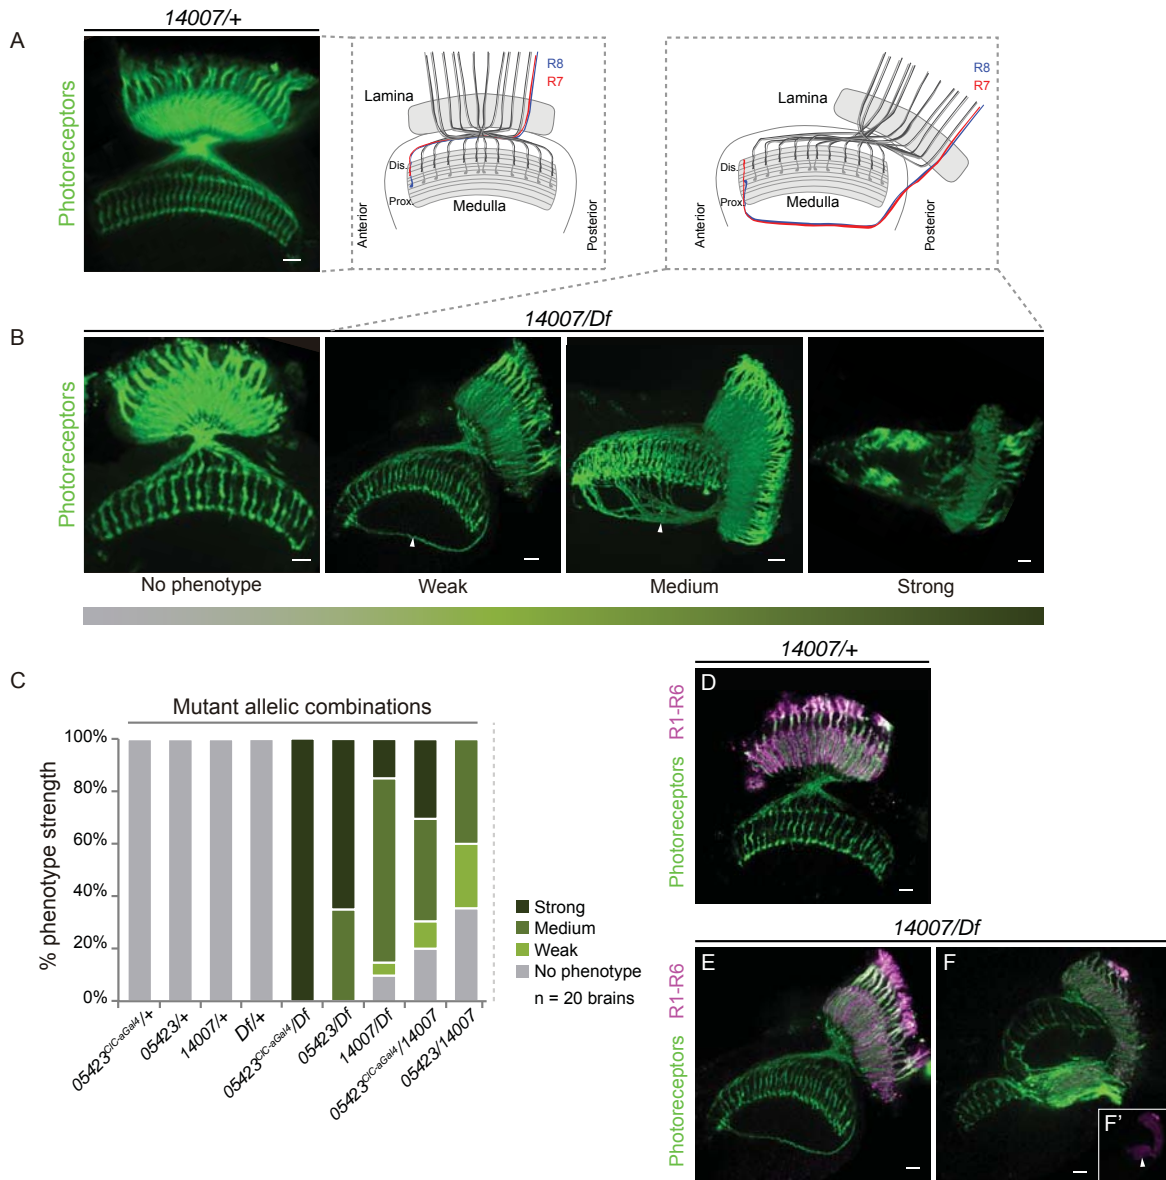 A
14007/+
Photoreceptors
R8
R7
Lamina
Dis.
Prox.
Medulla
Anterior
Posterior
R8
R7
Lamina
Dis.
Prox.
Medulla
Anterior
Posterior
14007/Df
B
Photoreceptors
No phenotype
Weak
Medium
Strong
C
Mutant allelic combinations
% phenotype strength
100%
80%
60%
40%
20%
0%
05423ClC-aGal4/+
05423/+
14007/+
Df/+
05423ClC-aGal4/Df
05423/Df
14007/Df
05423ClC-aGal4/14007
05423/14007
Strong
Medium
Weak
No phenotype
n = 20 brains
14007/+
D
Photoreceptors R1-R6
14007/Df
E
F
F'
Photoreceptors R1-R6